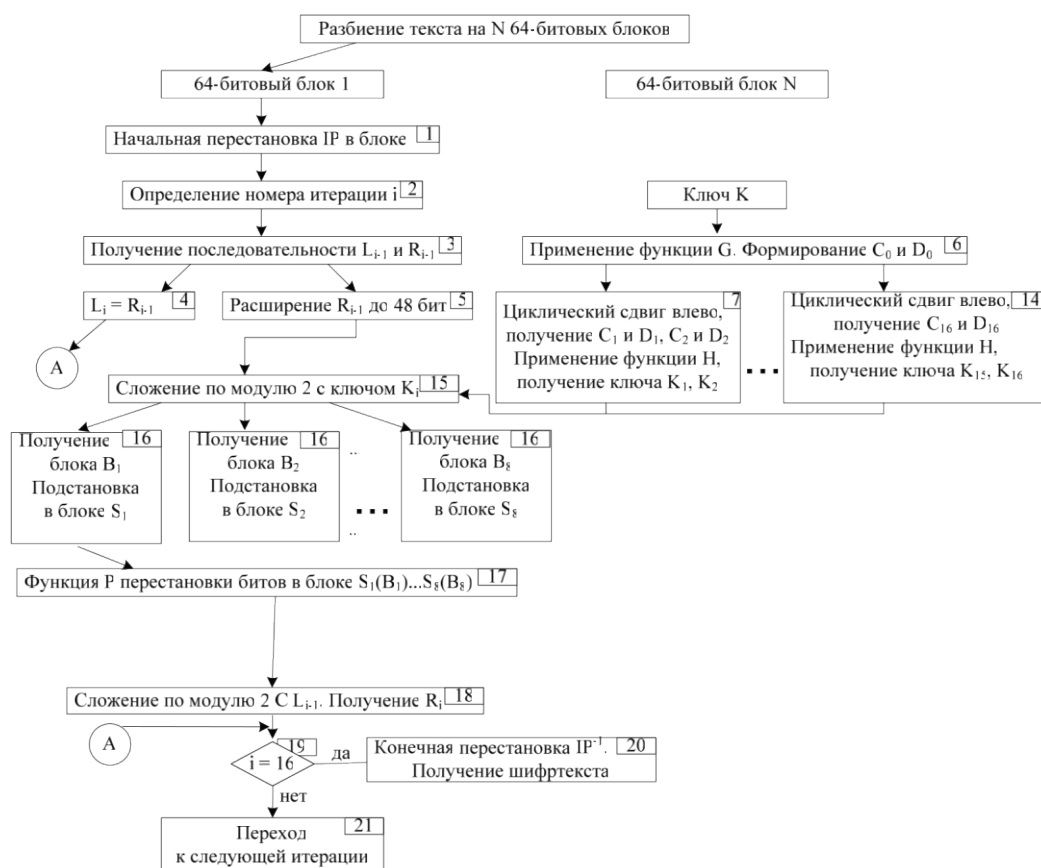 Разбиение текста на N 64-битовых блоков
64-битовый блок 1
64-битовый блок N
Начальная перестановка IP в блоке 1
Определение номера итерации i 2
Ключ K
Получение последовательности Li-1 и Ri-1 3
Применение функции G. Формирование C0 и D0 6
Li = Ri-1 4
Расширение Ri-1 до 48 бит 5
Циклический сдвиг влево, 7
получение C1 и D1, C2 и D2
Применение функции H,
получение ключа K1, K2
...
Циклический сдвиг влево, 14
получение C16 и D16
Применение функции H,
получение ключа K15, K16
A
Сложение по модулю 2 с ключом Ki 15
Получение 16
блока B1
Подстановка
в блоке S1
Получение 16
блока B2
Подстановка
в блоке S2
..
...
..
Получение 16
блока B8
Подстановка
в блоке S8
Функция P перестановки битов в блоке S1(B1)...S8(B8) 17
Сложение по модулю 2 С Li-1. Получение Ri 18
A
19
i = 16
да
Конечная перестановка IP-1. 20
Получение шифртекста
нет
Переход 21
к следующей итерации